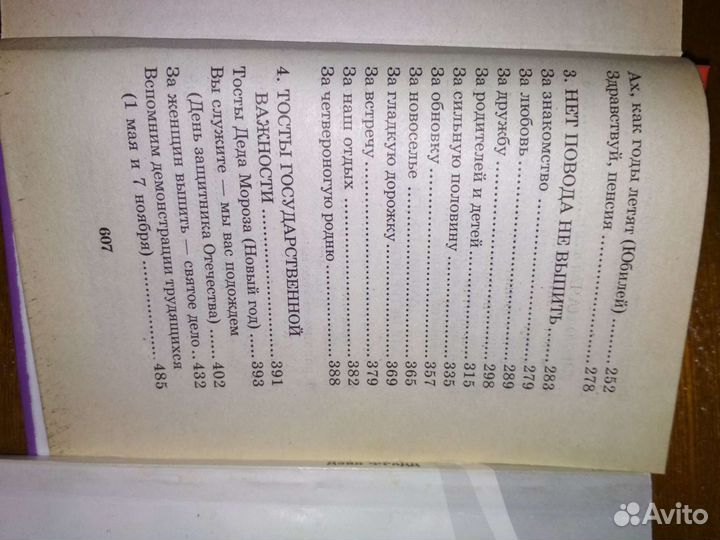 Ах, как годы летят (Юбилей) ........ 252
Здравствуй, пенсия ........................ 278
3. НЕТ ПОВОДА НЕ ВЫПИТЬ ...... 283
За знакомство ............................... 279
За любовь ..................................... 289
За дружбу ..................................... 298
За родителей и детей ..................... 315
За сильную половину ..................... 335
За обновку .................................... 357
За новоселье ................................. 365
За гладкую дорожку ....................... 369
За встречу .................................... 379
За наш отдых ................................ 382
За четвероногую родню .................. 388
4. ТОСТЫ ГОСУДАРСТВЕННОЙ
ВАЖНОСТИ ............................. 391
Тосты Деда Мороза (Новый год) ...... 393
Вы служите — мы вас подождем
(День защитника Отечества) ....... 402
За женщин выпить — святое дело .. 432
Вспомним демонстрации трудящихся
(1 мая и 7 ноября) ...................... 485
607
Avito